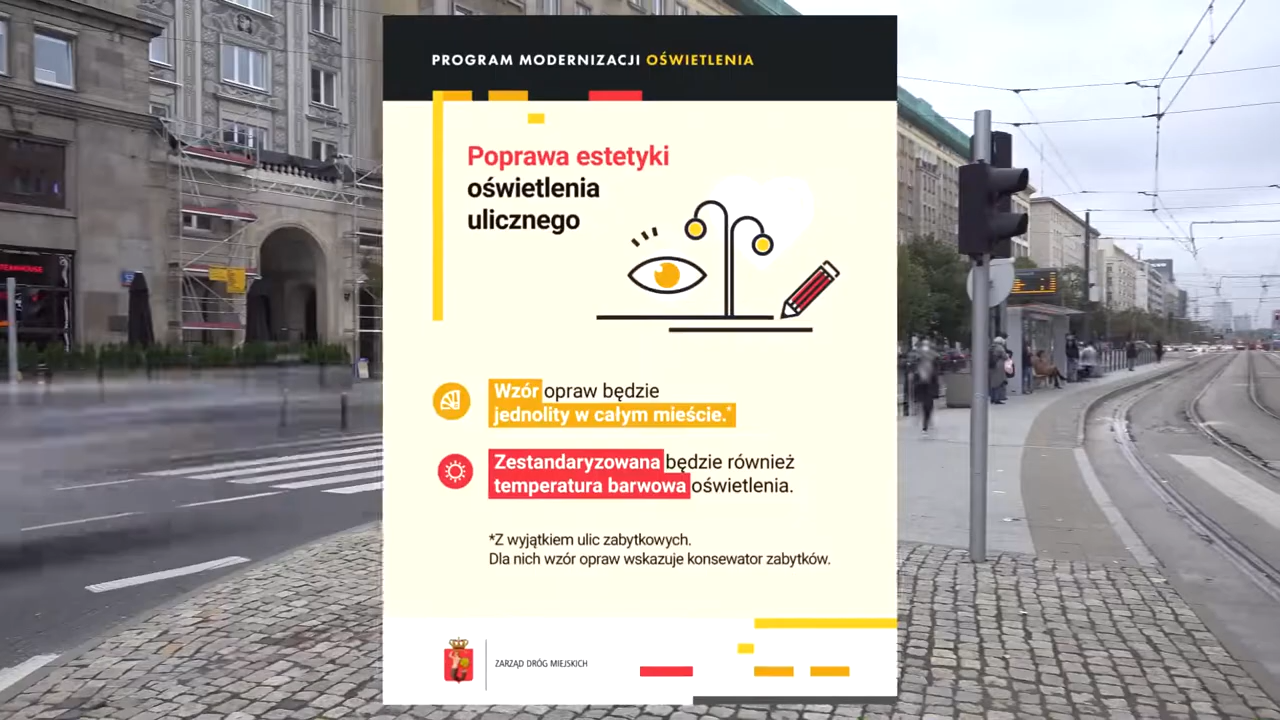 PROGRAM MODERNIZACJI OŚWIETLENIA
Poprawa estetyki
oświetlenia
ulicznego
Wzór opraw będzie
jednolity w całym mieście.*
Zestandaryzowana będzie również
temperatura barwowa oświetlenia.
*Z wyjątkiem ulic zabytkowych.
Dla nich wzór opraw wskazuje konsewator zabytków.
ZARZĄD DRÓG MIEJSKICH